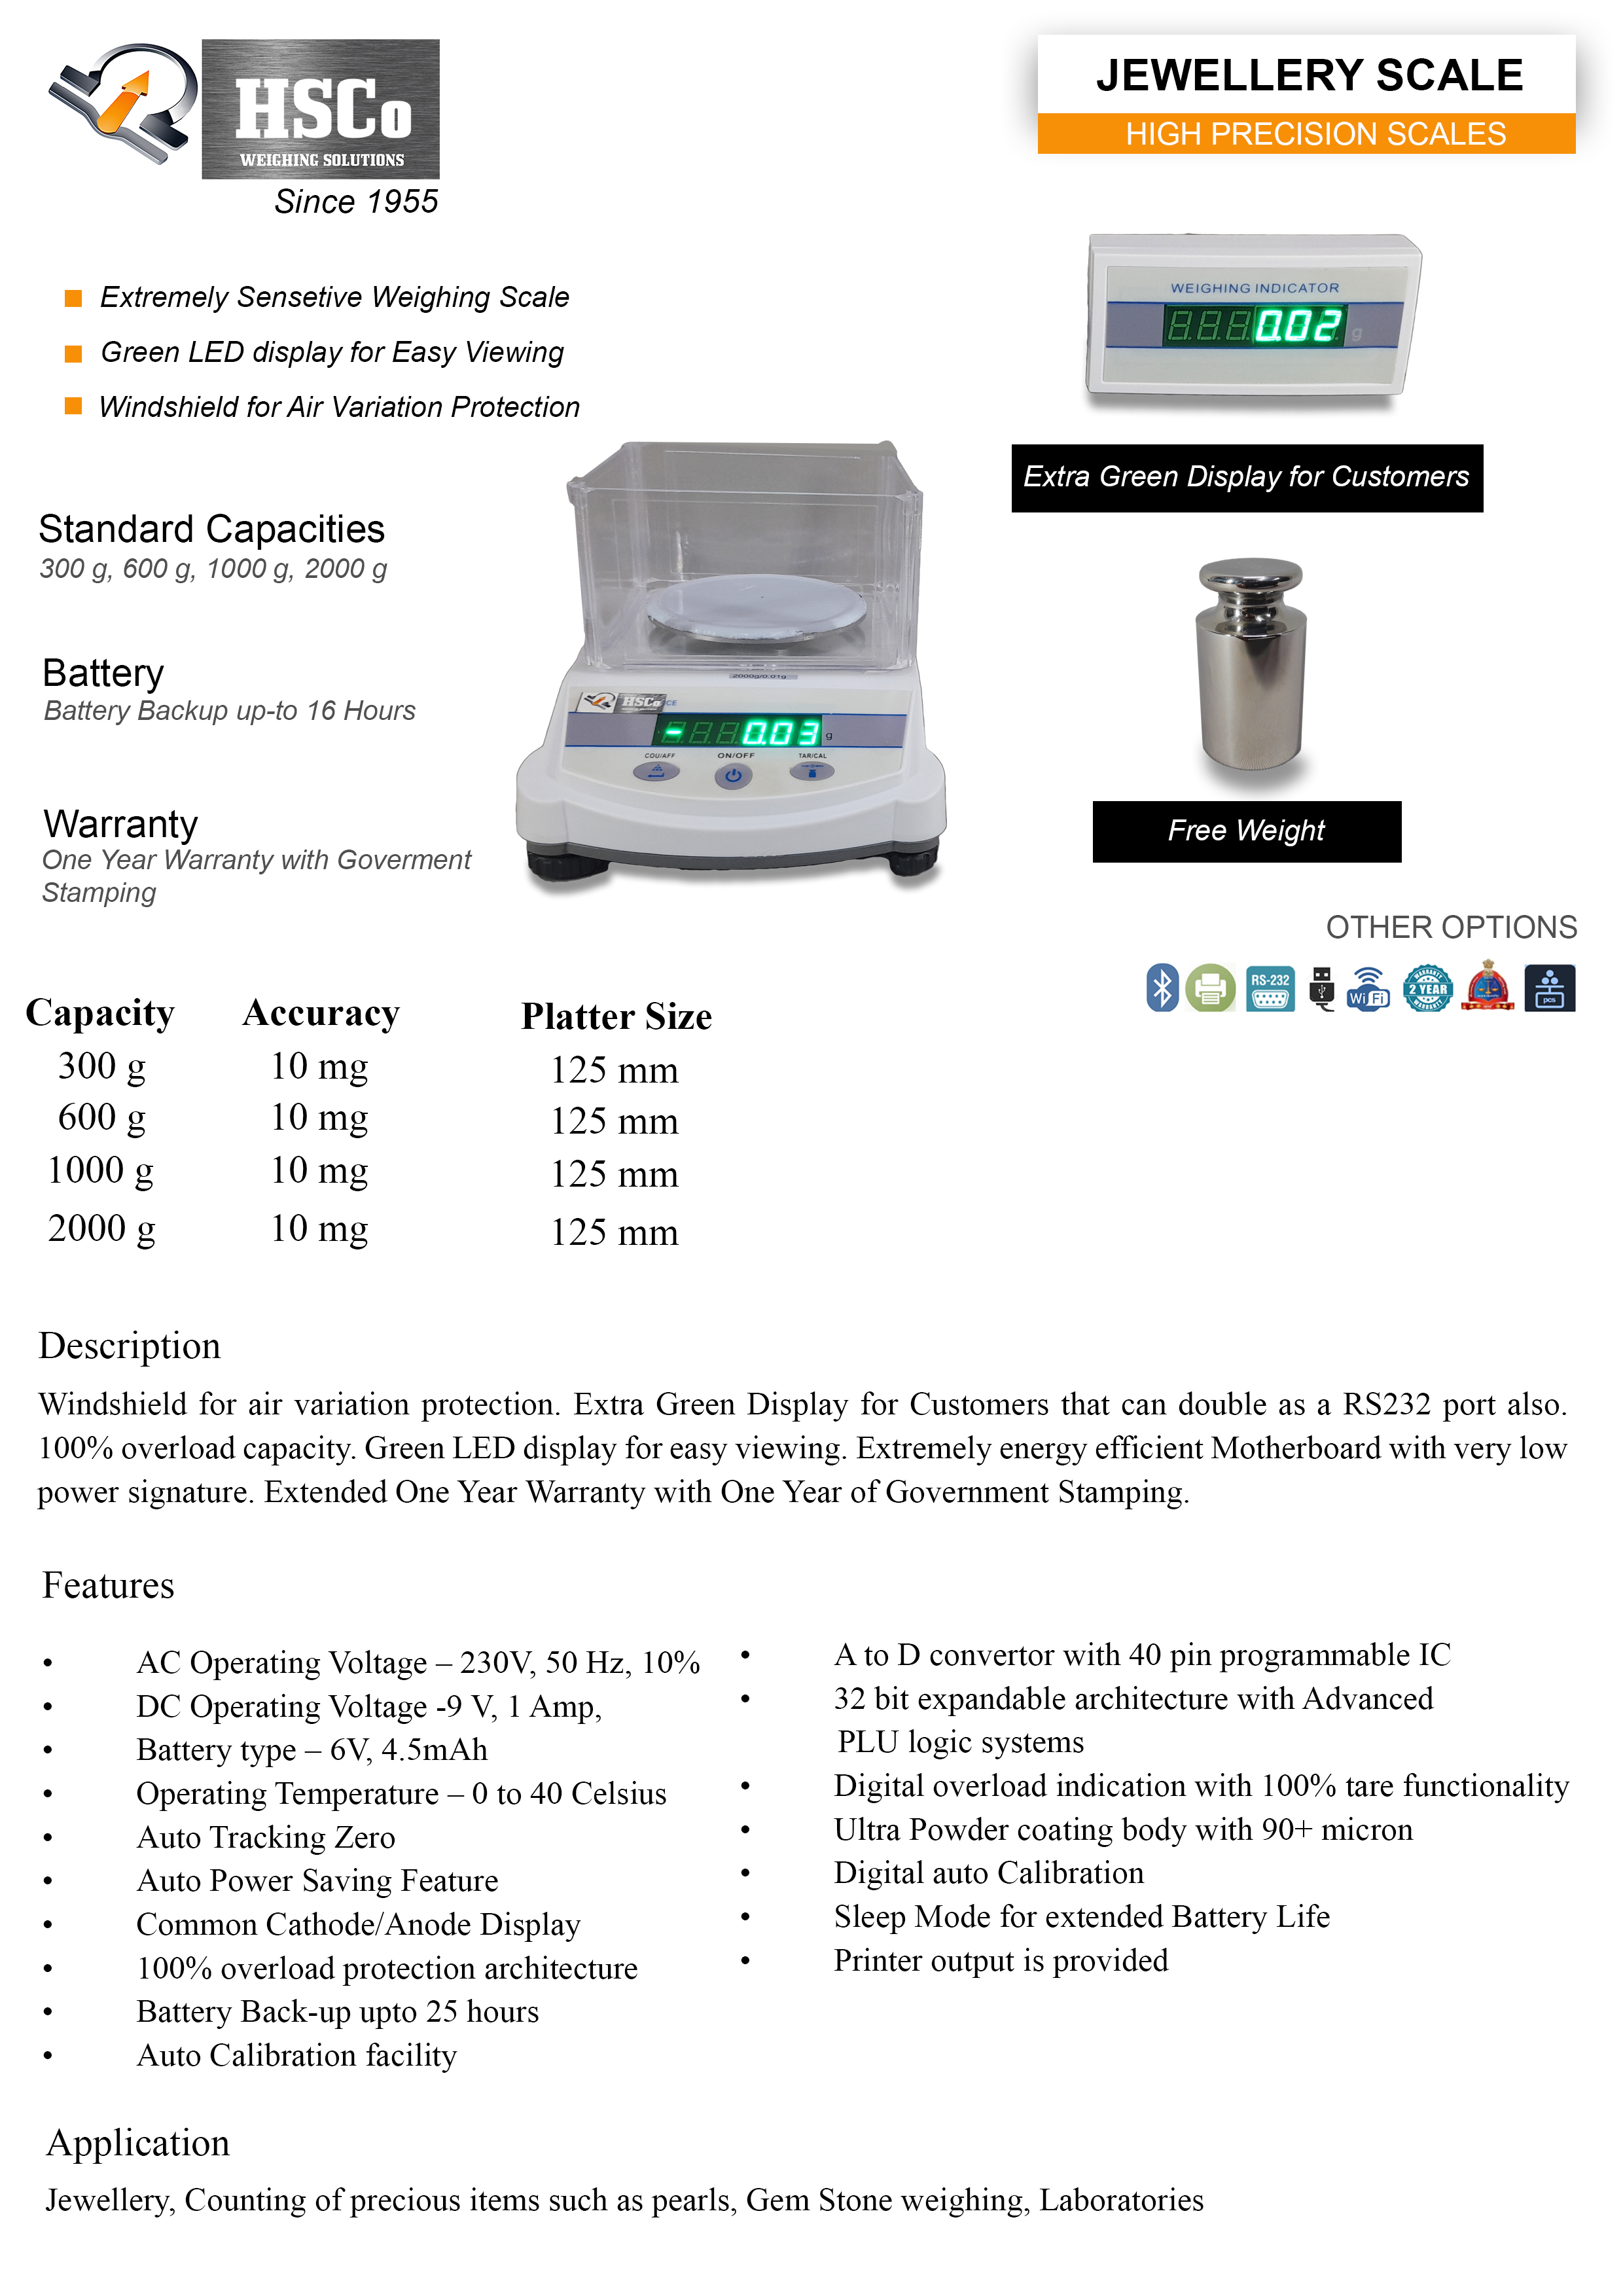 HSCo
WEIGHING SOLUTIONS
Since 1955
JEWELLERY SCALE
HIGH PRECISION SCALES
Extremely Sensetive Weighing Scale
Green LED display for Easy Viewing
Windshield for Air Variation Protection
WEIGHING INDICATOR
0.02 g
Extra Green Display for Customers
Standard Capacities
300 g, 600 g, 1000 g, 2000 g
Battery
Battery Backup up-to 16 Hours
Warranty
One Year Warranty with Goverment
Stamping
2000g/0.01g
HSCo
CE
- 0.03 g
COU/AFF ON/OFF TAR/CAL
Free Weight
OTHER OPTIONS
RS-232
WiFi
WARRANTY
2 YEAR
WARRANTY
pcs
Capacity Accuracy Platter Size
300 g 10 mg 125 mm
600 g 10 mg 125 mm
1000 g 10 mg 125 mm
2000 g 10 mg 125 mm
Description
Windshield for air variation protection. Extra Green Display for Customers that can double as a RS232 port also.
100% overload capacity. Green LED display for easy viewing. Extremely energy efficient Motherboard with very low
power signature. Extended One Year Warranty with One Year of Government Stamping.
Features
• AC Operating Voltage – 230V, 50 Hz, 10%
• DC Operating Voltage -9 V, 1 Amp,
• Battery type – 6V, 4.5mAh
• Operating Temperature – 0 to 40 Celsius
• Auto Tracking Zero
• Auto Power Saving Feature
• Common Cathode/Anode Display
• 100% overload protection architecture
• Battery Back-up upto 25 hours
• Auto Calibration facility
• A to D convertor with 40 pin programmable IC
• 32 bit expandable architecture with Advanced
PLU logic systems
• Digital overload indication with 100% tare functionality
• Ultra Powder coating body with 90+ micron
• Digital auto Calibration
• Sleep Mode for extended Battery Life
• Printer output is provided
Application
Jewellery, Counting of precious items such as pearls, Gem Stone weighing, Laboratories